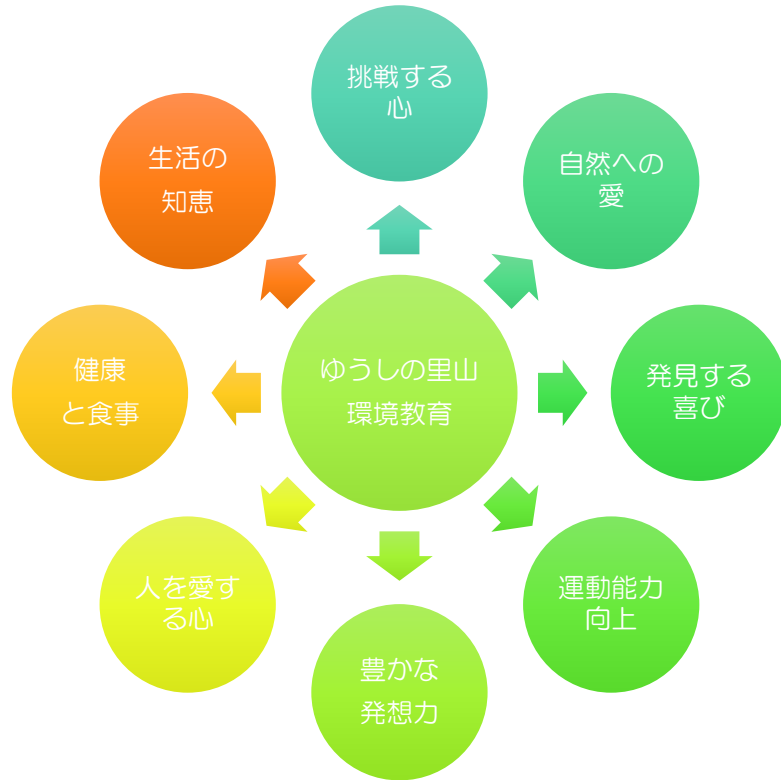 挑戦する
心
自然への
愛
発見する
喜び
運動能力
向上
豊かな
発想力
人を愛す
る心
健康
と食事
生活の
知恵
ゆうしの里山
環境教育